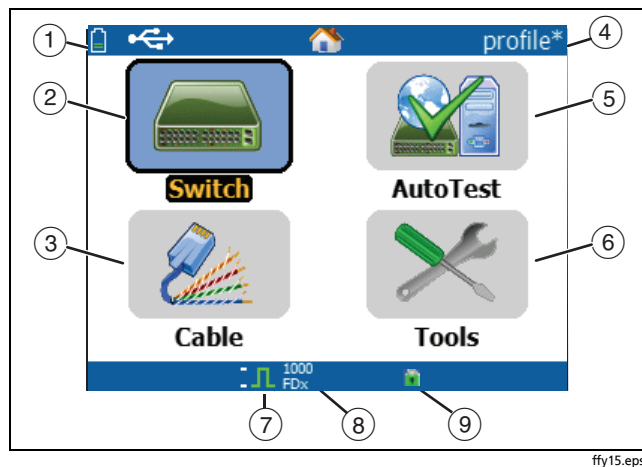 1
profile*
4
2
5
Switch
AutoTest
3
6
Cable
Tools
1000
FDx
7
8
9
ffy15.eps